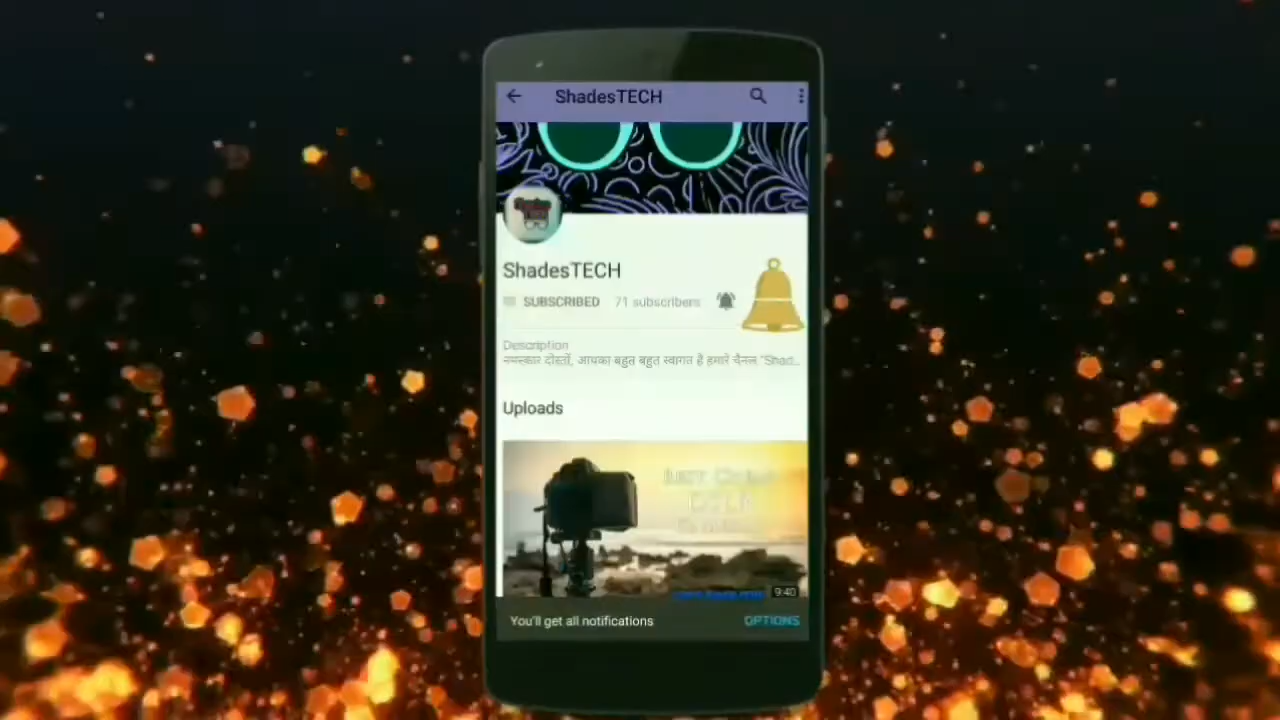 ShadesTECH
ShadesTECH
SUBSCRIBED 71 subscribers
Description
नमस्कार दोस्तों, आपका बहुत बहुत स्वागत है हमारे चैनल "Shad...
Uploads
9:40
You'll get all notifications OPTIONS